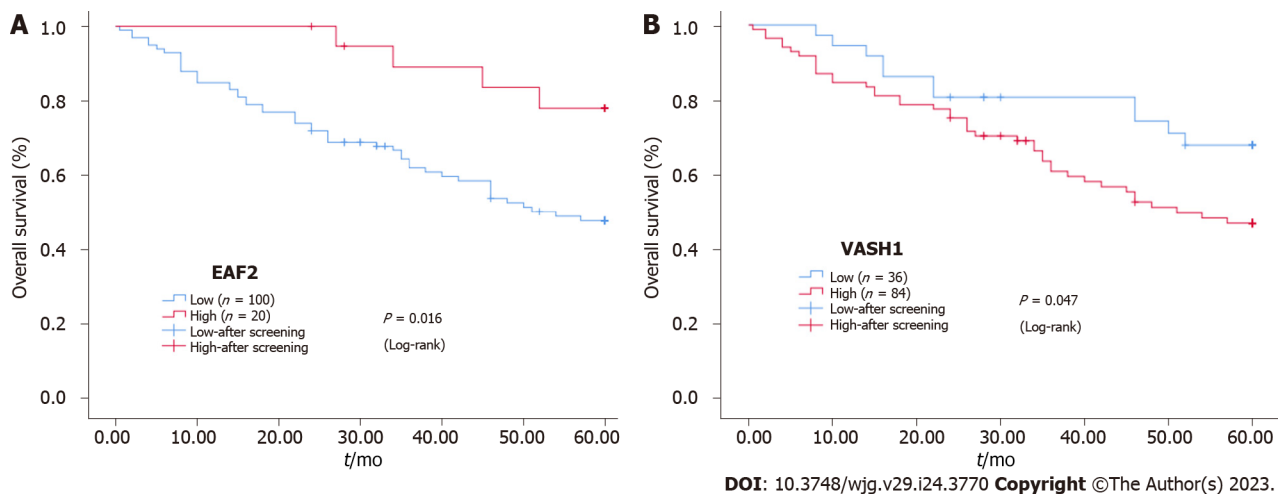 A
1.0
0.8
0.6
0.4
0.2
0.0
Overall survival (%)
EAF2
Low (n = 100)
High (n = 20)
Low-after screening
High-after screening
P = 0.016
(Log-rank)
0.00 10.00 20.00 30.00 40.00 50.00 60.00
t/mo
B
1.0
0.8
0.6
0.4
0.2
0.0
Overall survival (%)
VASH1
Low (n = 36)
High (n = 84)
Low-after screening
High-after screening
P = 0.047
(Log-rank)
0.00 10.00 20.00 30.00 40.00 50.00 60.00
t/mo
DOI: 10.3748/wjg.v29.i24.3770 Copyright ©The Author(s) 2023.